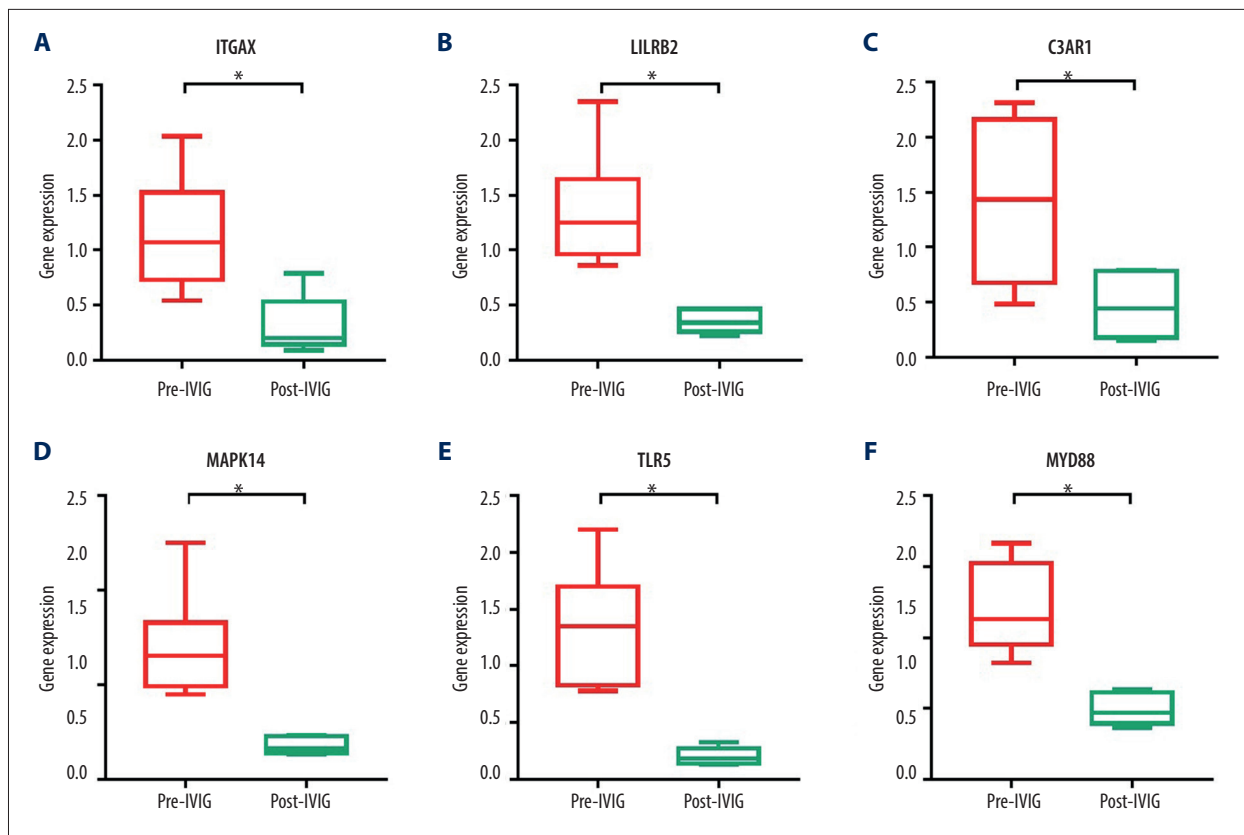 A
ITGAX
*
Gene expression
2.5
2.0
1.5
1.0
0.5
0.0
Pre-IVIG Post-IVIG
B
LILRB2
*
Gene expression
2.5
2.0
1.5
1.0
0.5
0.0
Pre-IVIG Post-IVIG
C
C3AR1
*
Gene expression
2.5
2.0
1.5
1.0
0.5
0.0
Pre-IVIG Post-IVIG
D
MAPK14
*
Gene expression
2.5
2.0
1.5
1.0
0.5
0.0
Pre-IVIG Post-IVIG
E
TLR5
*
Gene expression
2.5
2.0
1.5
1.0
0.5
0.0
Pre-IVIG Post-IVIG
F
MYD88
*
Gene expression
2.5
2.0
1.5
1.0
0.5
0.0
Pre-IVIG Post-IVIG